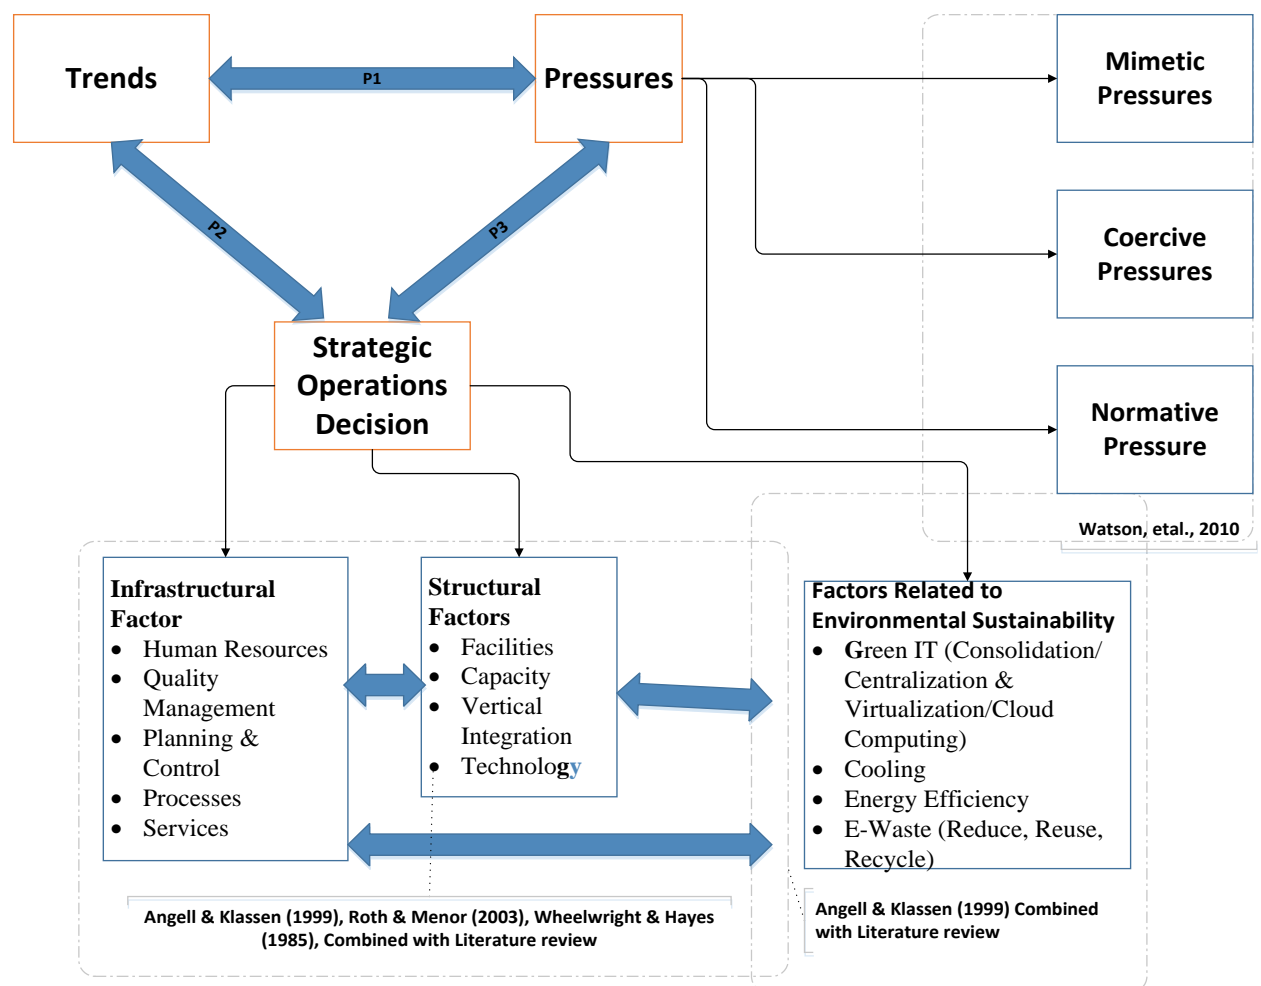 Trends
P1
Pressures
Mimetic
Pressures
P2
P3
Coercive
Pressures
Strategic
Operations
Decision
Normative
Pressure
Watson, etal., 2010
Infrastructural
Factor
• Human Resources
• Quality
Management
• Planning &
Control
• Processes
• Services
Structural
Factors
• Facilities
• Capacity
• Vertical
Integration
• Technology
Factors Related to
Environmental Sustainability
• Green IT (Consolidation/
Centralization &
Virtualization/Cloud
Computing)
• Cooling
• Energy Efficiency
• E-Waste (Reduce, Reuse,
Recycle)
Angell & Klassen (1999), Roth & Menor (2003), Wheelwright & Hayes
(1985), Combined with Literature review
Angell & Klassen (1999) Combined
with Literature review